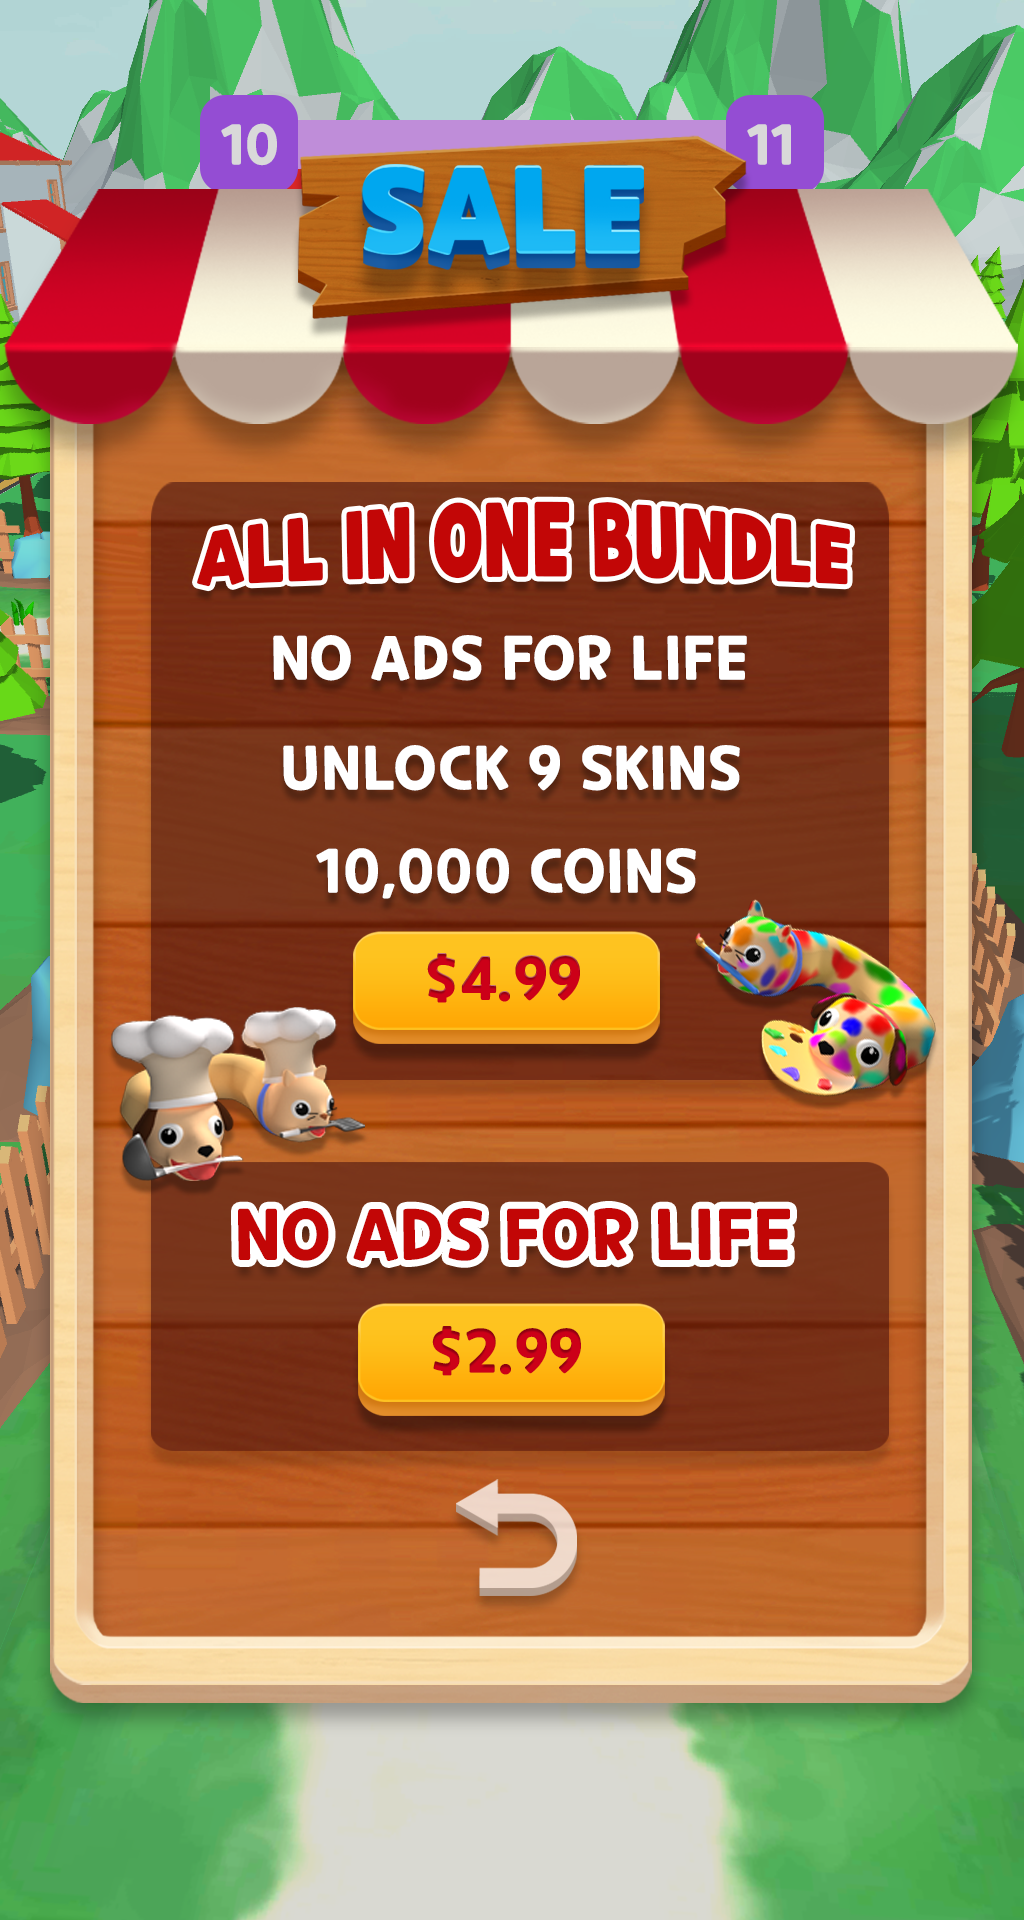 10
11
SALE
ALL IN ONE BUNDLE
NO ADS FOR LIFE
UNLOCK 9 SKINS
10,000 COINS
$4.99
NO ADS FOR LIFE
$2.99